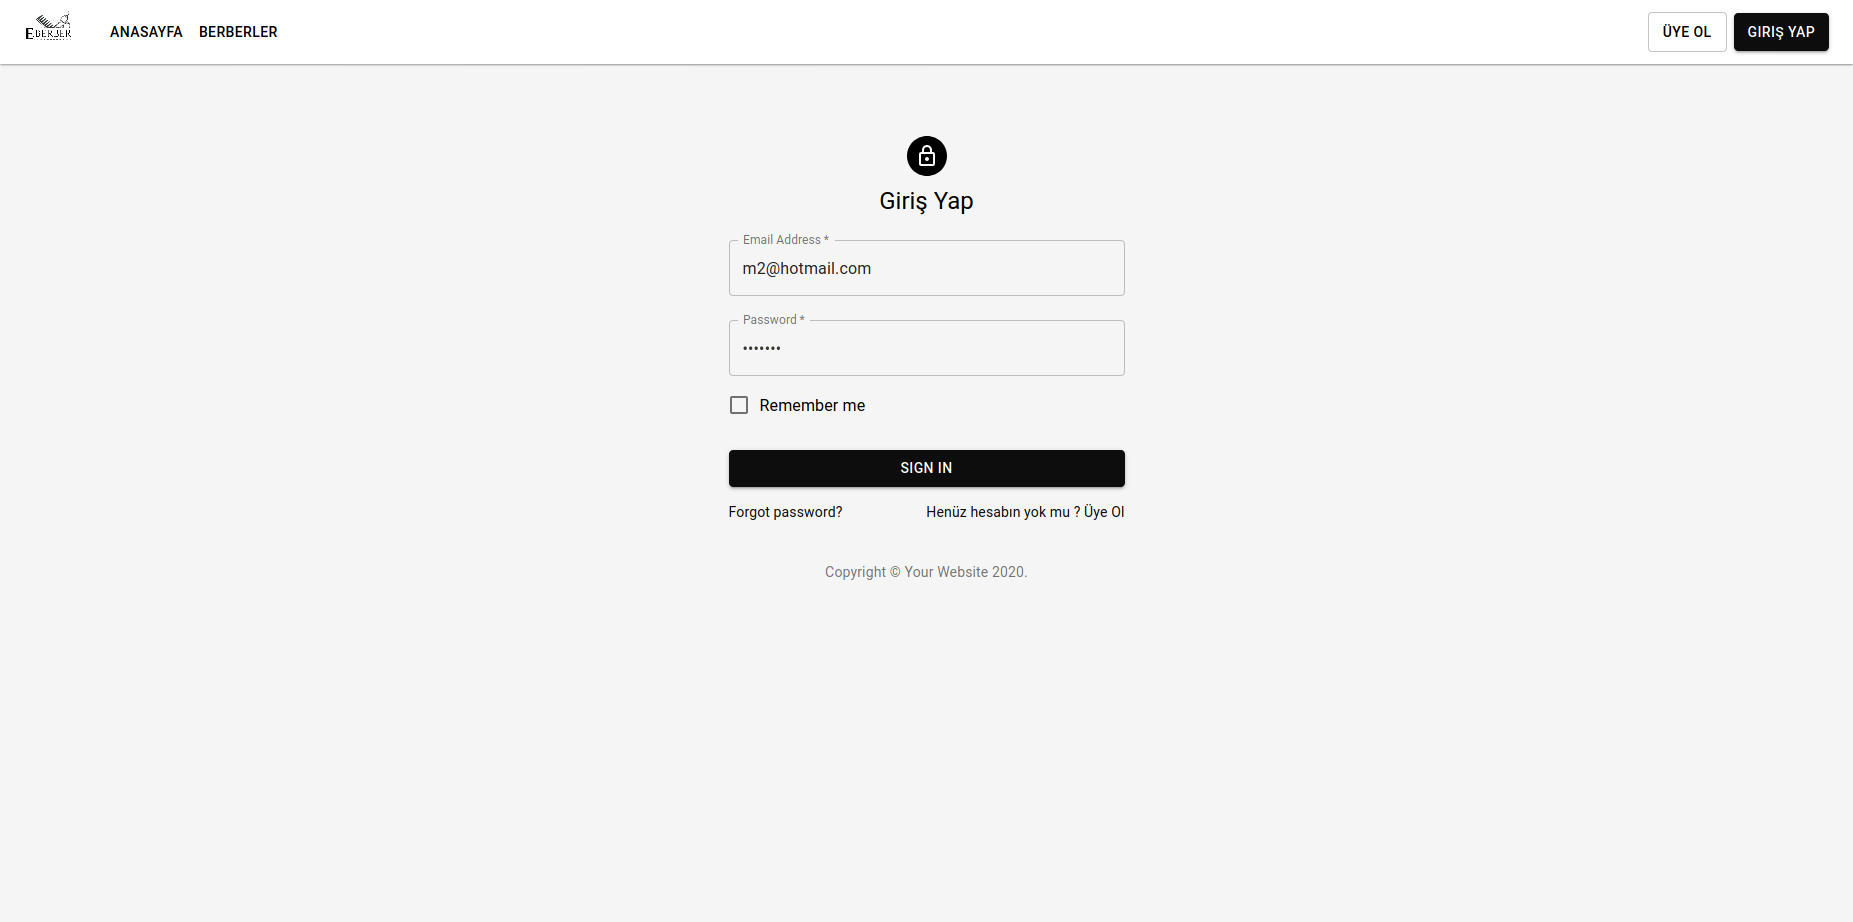 EBERBER
ANASAYFA BERBERLER ÜYE OL GIRIŞ YAP
Giriş Yap
Email Address *
m2@hotmail.com
Password *
•••••••
Remember me
SIGN IN
Forgot password? Henüz hesabın yok mu ? Üye Ol
Copyright © Your Website 2020.